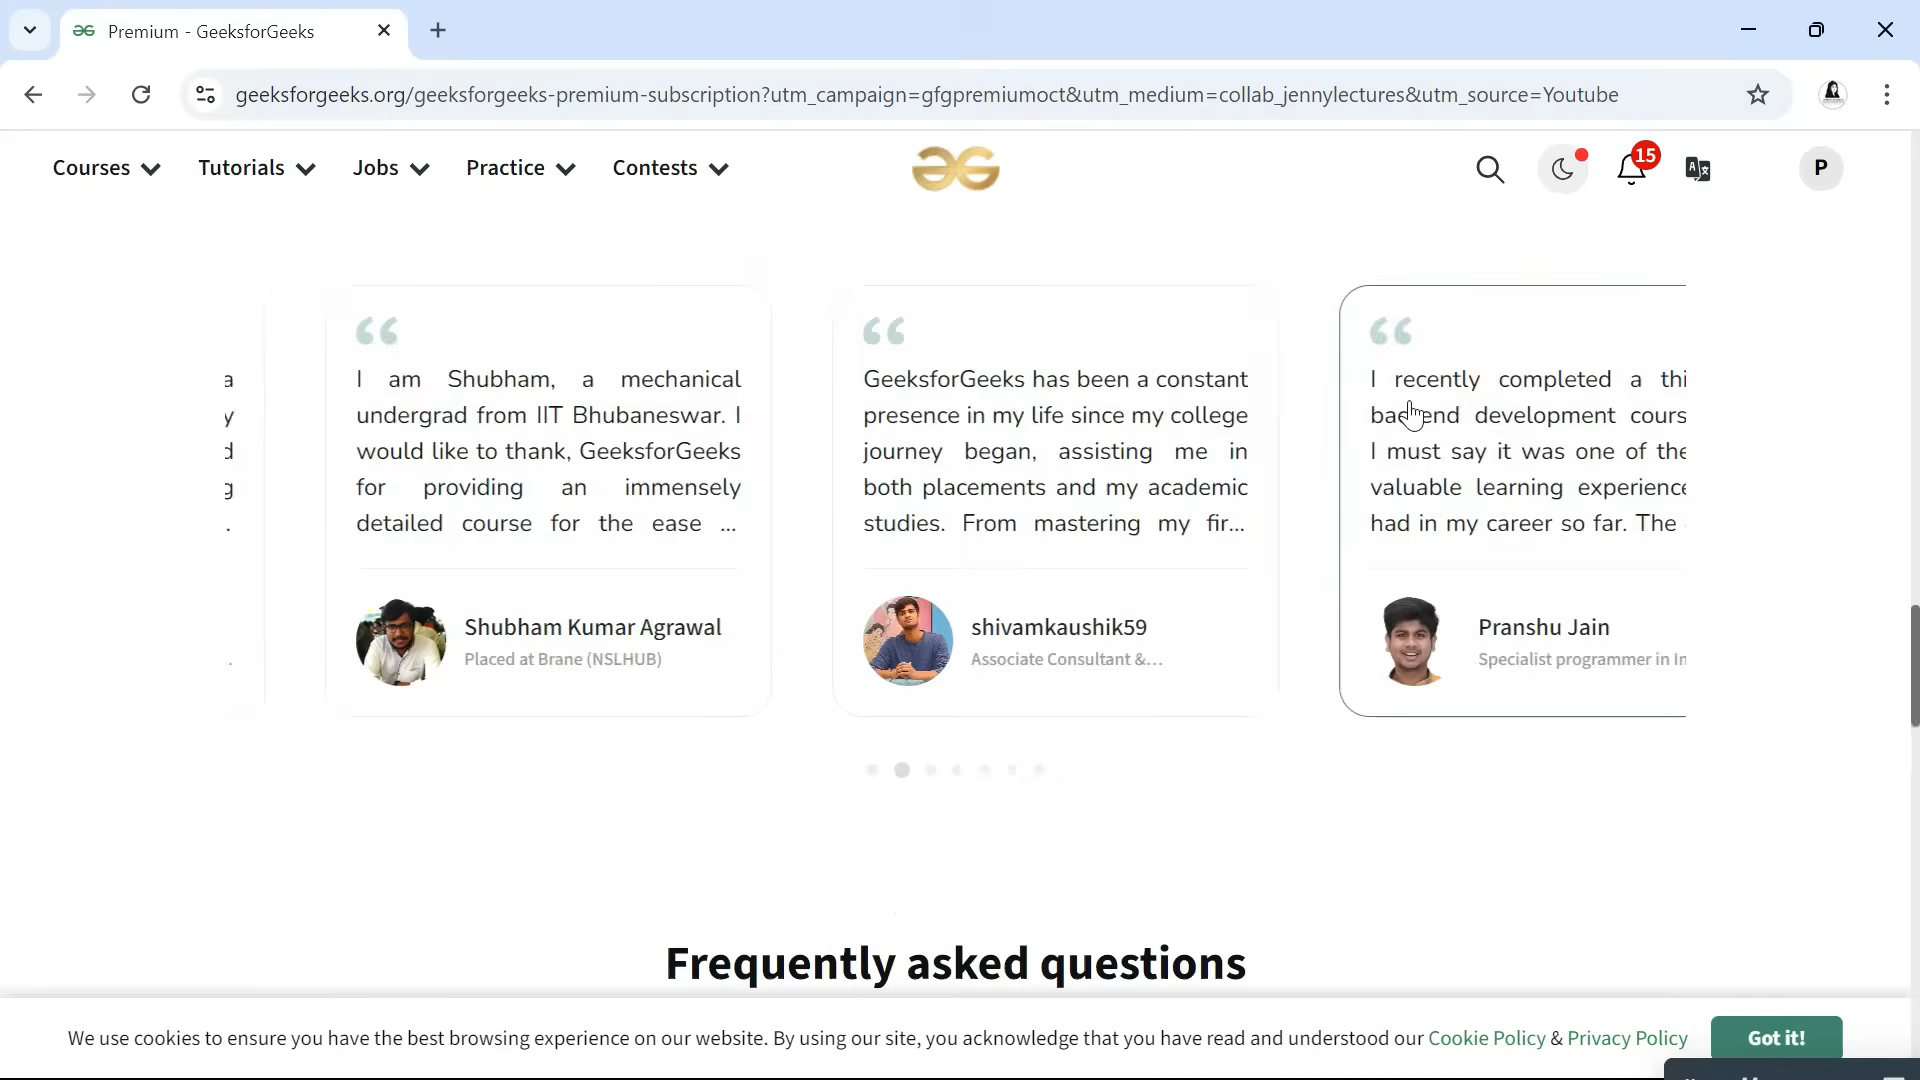 Premium - GeeksforGeeks
geeksforgeeks.org/geeksforgeeks-premium-subscription?utm_campaign=gfgpremiumoct&utm_medium=collab_jennylectures&utm_source=Youtube
Courses Tutorials Jobs Practice Contests 15 P
a
y
d
g
.
I am Shubham, a mechanical
undergrad from IIT Bhubaneswar. I
would like to thank, GeeksforGeeks
for providing an immensely
detailed course for the ease ...
Shubham Kumar Agrawal
Placed at Brane (NSLHUB)
GeeksforGeeks has been a constant
presence in my life since my college
journey began, assisting me in
both placements and my academic
studies. From mastering my fir...
shivamkaushik59
Associate Consultant &...
I recently completed a thi
backend development cours
I must say it was one of the
valuable learning experience
had in my career so far. The
Pranshu Jain
Specialist programmer in In
Frequently asked questions
We use cookies to ensure you have the best browsing experience on our website. By using our site, you acknowledge that you have read and understood our Cookie Policy & Privacy Policy
Got it!